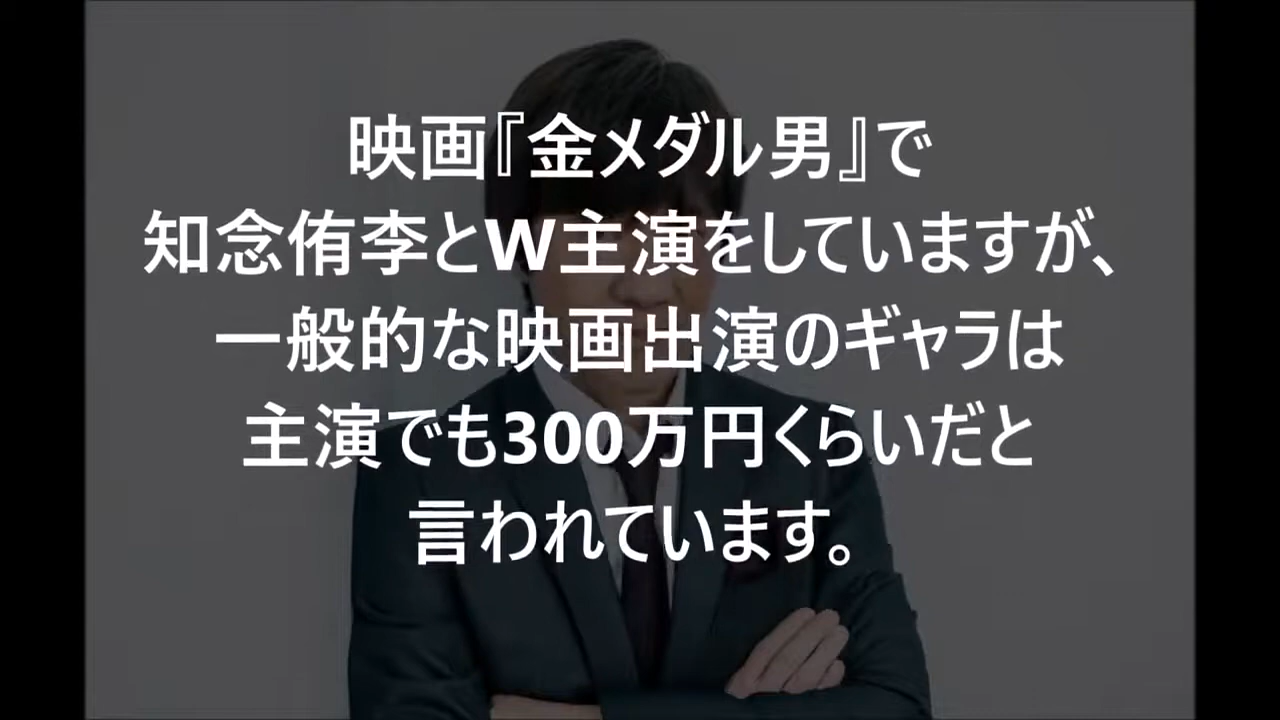 映画『金メダル男』で
知念侑李とW主演をしていますが、
一般的な映画出演のギャラは
主演でも300万円くらいだと
言われています。